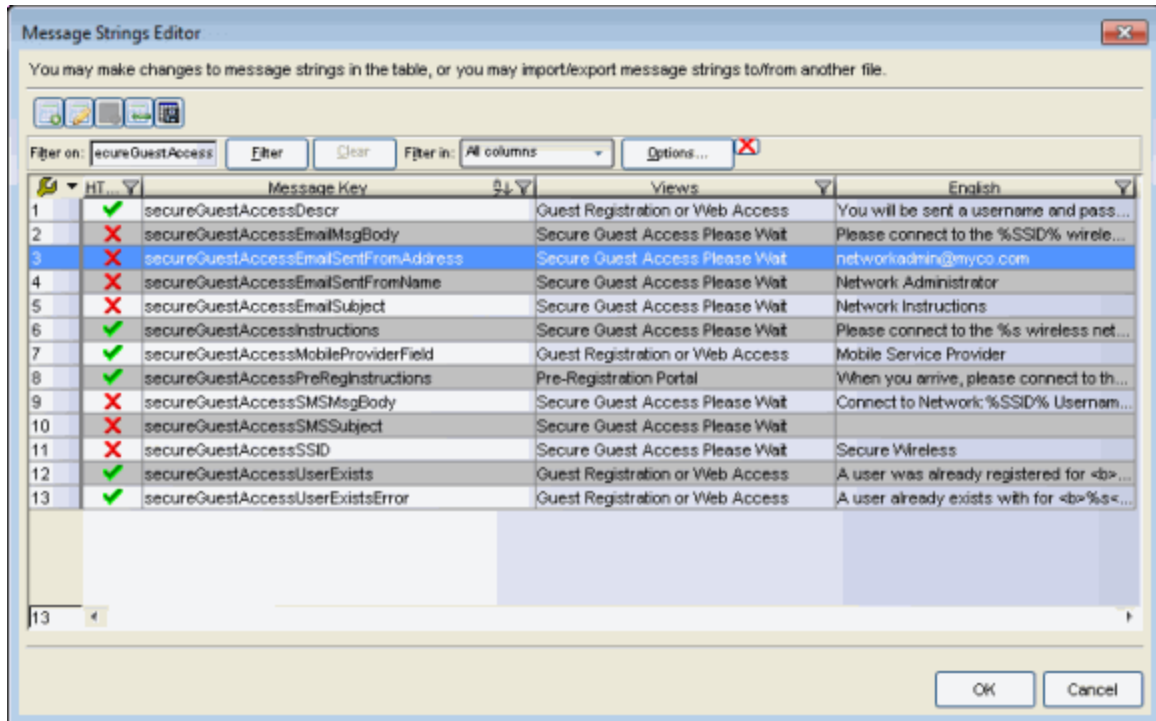 Message Strings Editor
You may make changes to message strings in the table, or you may import/export message strings to/from another file.
Filter on: ecureGuestAccess Filter Clear Filter in: All columns Options...
HT... Message Key Views English
1 secureGuestAccessDescr Guest Registration or Web Access You will be sent a username and pass...
2 secureGuestAccessEmailMsgBody Secure Guest Access Please Wait Please connect to the %SSID% wirele...
3 secureGuestAccessEmailSentFromAddress Secure Guest Access Please Wait networkadmin@myco.com
4 secureGuestAccessEmailSentFromName Secure Guest Access Please Wait Network Administrator
5 secureGuestAccessEmailSubject Secure Guest Access Please Wait Network Instructions
6 secureGuestAccessInstructions Secure Guest Access Please Wait Please connect to the %s wireless net...
7 secureGuestAccessMobileProviderField Guest Registration or Web Access Mobile Service Provider
8 secureGuestAccessPreRegInstructions Pre-Registration Portal When you arrive, please connect to th...
9 secureGuestAccessSMSMsgBody Secure Guest Access Please Wait Connect to Network:%SSID% Usernam...
10 secureGuestAccessSMSSubject Secure Guest Access Please Wait
11 secureGuestAccessSSID Secure Guest Access Please Wait Secure Wireless
12 secureGuestAccessUserExists Guest Registration or Web Access A user was already registered for <b>...
13 secureGuestAccessUserExistsError Guest Registration or Web Access A user already exists with for <b>%s<...
13
OK Cancel